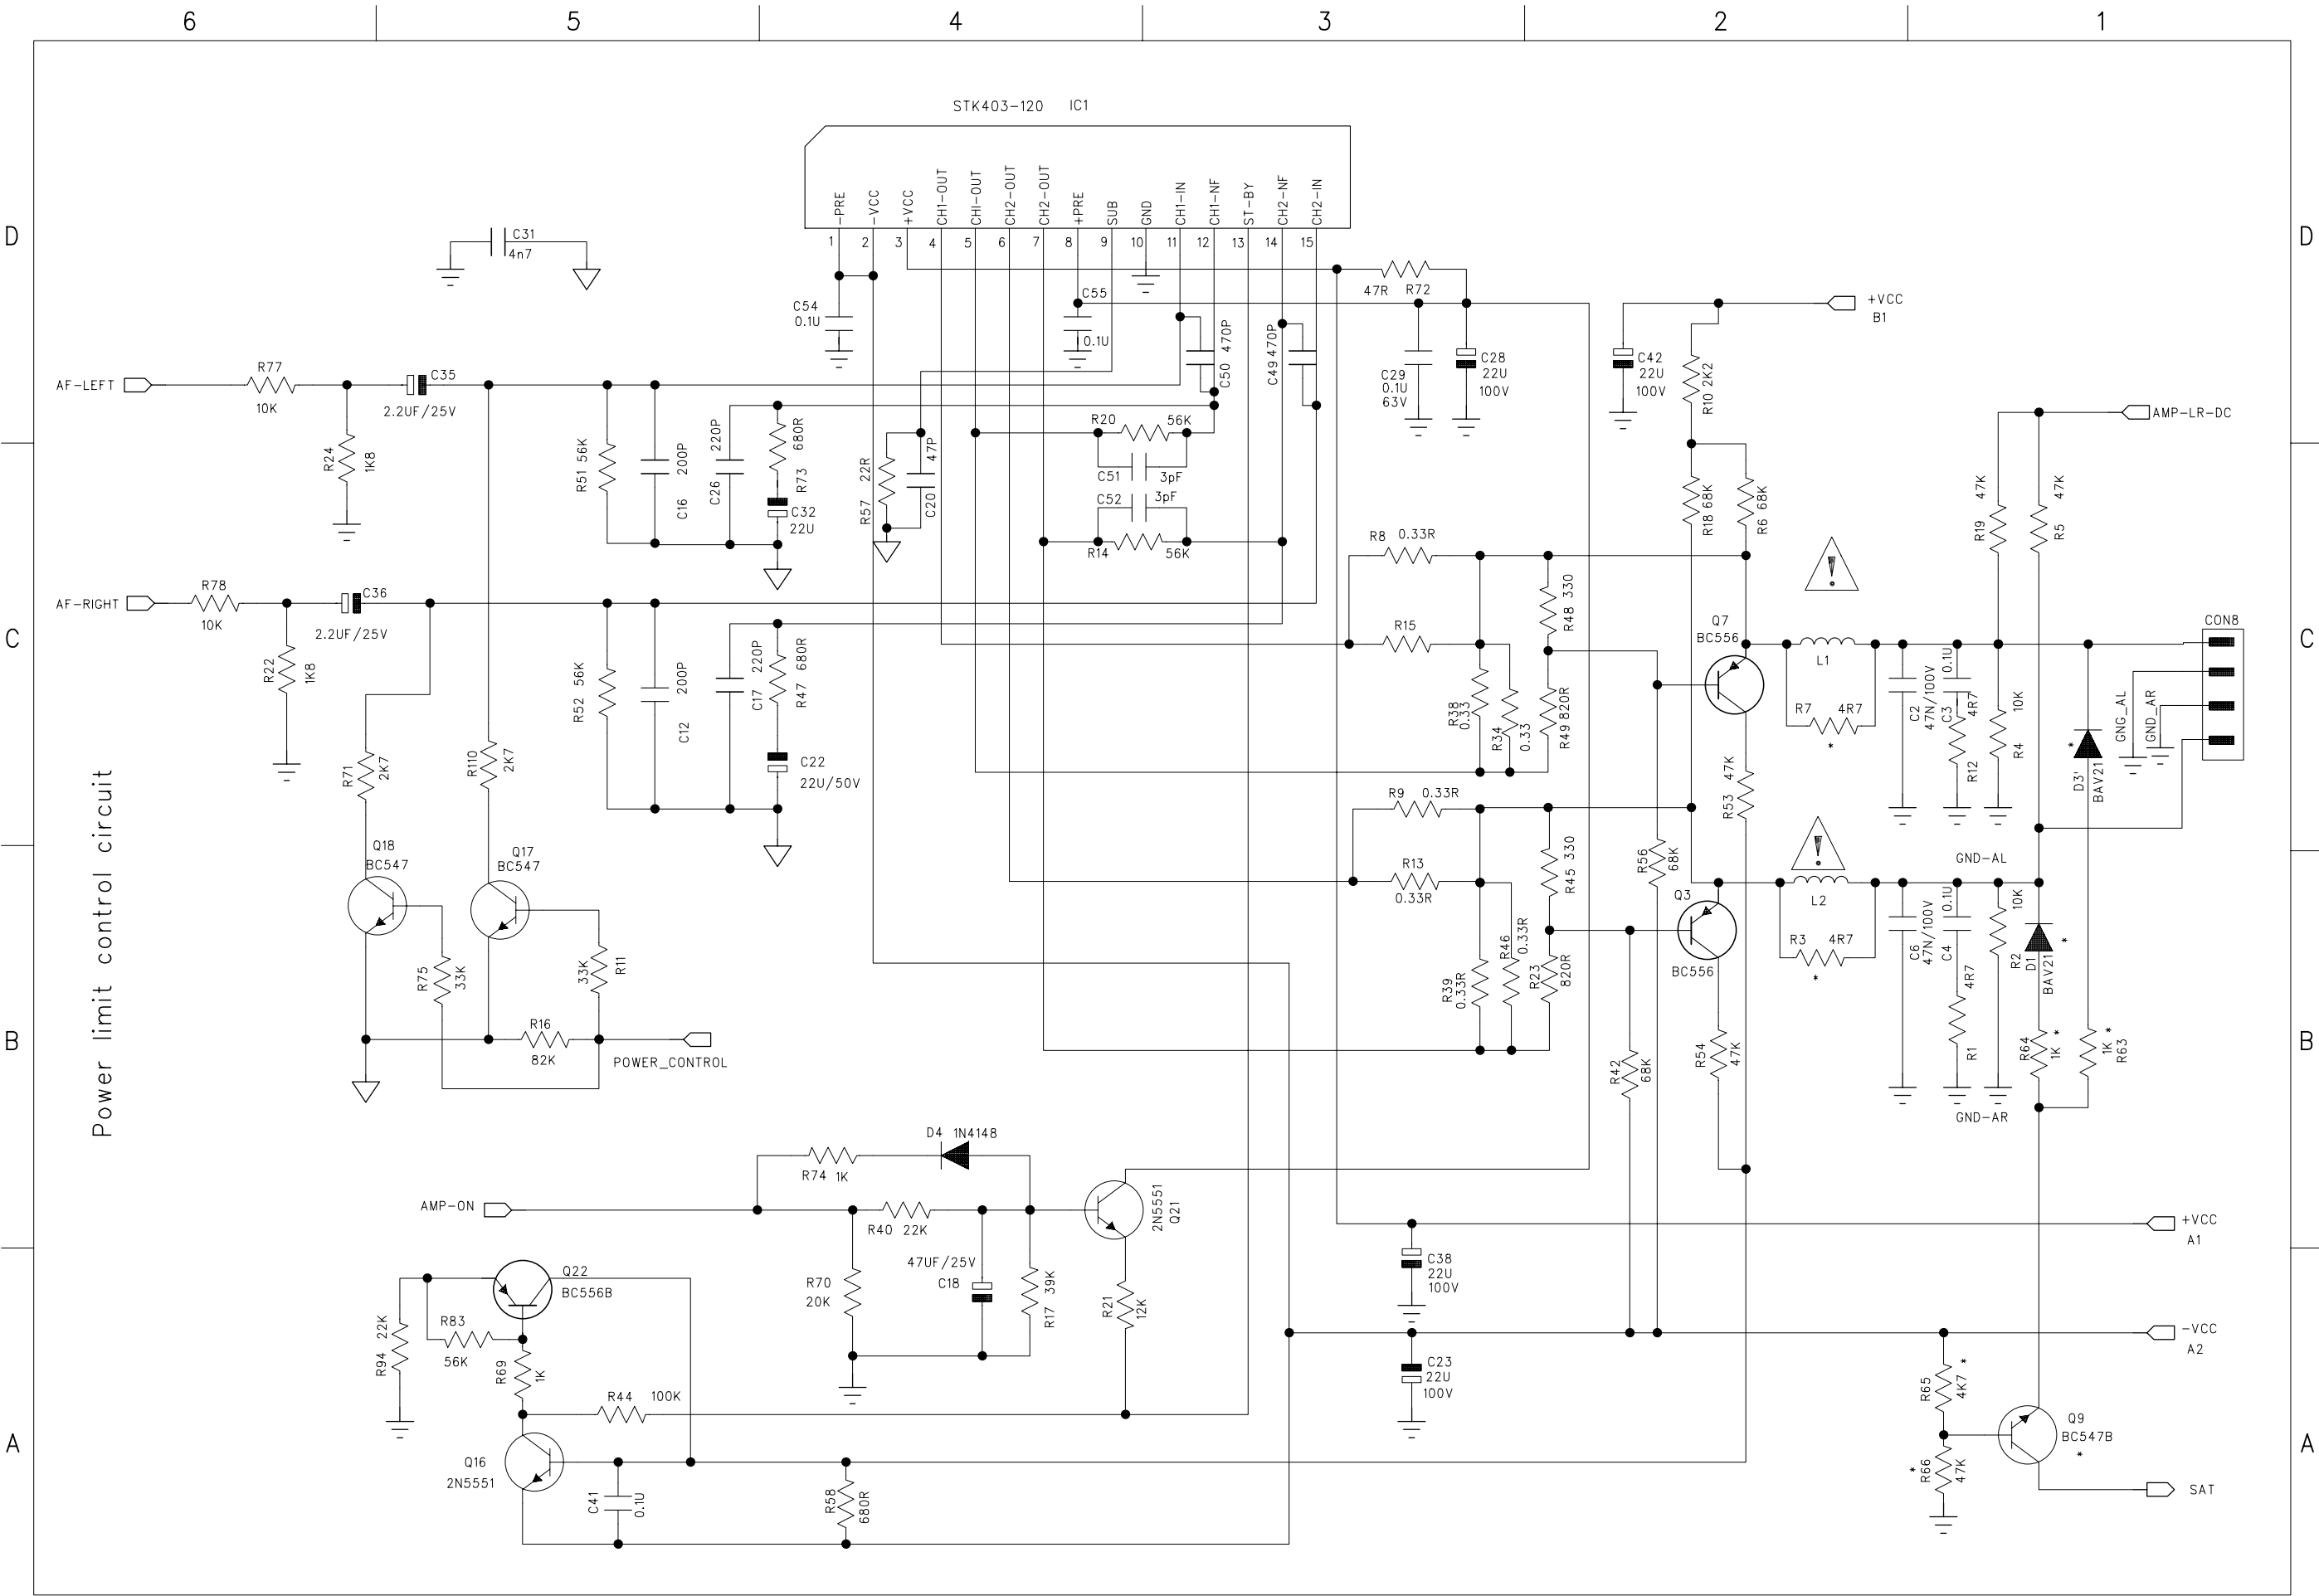 6 5 4 3 2 1
STK403-120 IC1
-PRE
-VCC
+VCC
CH1-OUT
CHI-OUT
CH2-OUT
CH2-OUT
+PRE
SUB
GND
CH1-IN
CH1-NF
ST-BY
CH2-NF
CH2-IN
1 2 3 4 5 6 7 8 9 10 11 12 13 14 15
D
D
C31
4n7
C54
0.1U
C55
0.1U
C50 470P
C49 470P
47R R72
C29
0.1U
63V
C28
22U
100V
C42
22U
100V
R10 2K2
+VCC
B1
AMP-LR-DC
AF-LEFT
R77
10K
C35
2.2UF/25V
R24
1K8
R51 56K
C16 200P
C26 220P
R73 680R
C32
22U
R57 22R
C20 47P
R20 56K
C51 3pF
C52 3pF
R14 56K
R18 68K
R6 68K
R19 47K
R5 47K
C
C
AF-RIGHT
R78
10K
C36
2.2UF/25V
R22
1K8
R52 56K
C12 200P
C17 220P
R47 680R
C22
22U/50V
R71
2K7
R110
2K7
R8 0.33R
R15
R38
0.33
R34
0.33
R48 330
R49 820R
Q7
BC556
L1
R7 4R7
*
R53 47K
C2
47N/100V
C3 0.1U
4R7
R12
10K
R4
D3'
BAV21
*
GNG_AL
GND_AR
CON8
Power limit control circuit
Q18
BC547
Q17
BC547
R75
33K
33K
R11
R16
82K
POWER_CONTROL
R9 0.33R
R13
0.33R
R39
0.33R
R46
0.33R
R45 330
R23
820R
R56
68K
R42
68K
Q3
BC556
R54
47K
L2
R3 4R7
*
GND-AL
C6
47N/100V
C4 0.1U
4R7
R1
R2
10K
D1
BAV21
*
R64
1K *
1K *
R63
GND-AR
B
B
D4 1N4148
R74 1K
AMP-ON
R40 22K
2N5551
Q21
R70
20K
47UF/25V
C18
R17 39K
R21
12K
C38
22U
100V
+VCC
A1
-VCC
A2
C23
22U
100V
Q22
BC556B
R94 22K
R83
56K
R69
1K
R44 100K
Q16
2N5551
C41
0.1U
R58
680R
R65
4K7 *
* R66
47K
Q9
BC547B
*
SAT
A
A